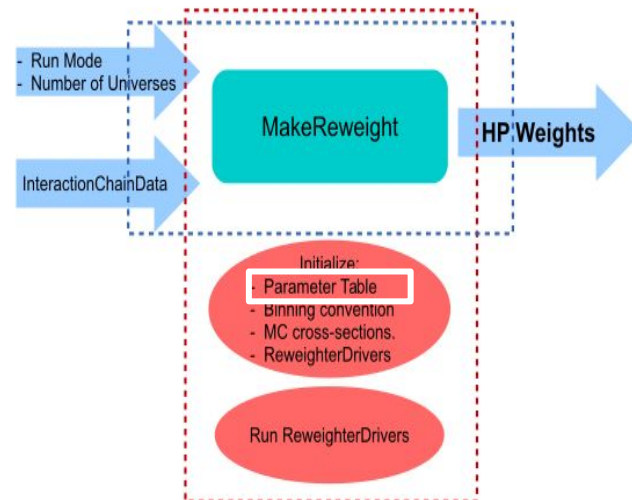 - Run Mode
- Number of Universes
MakeReweight
HP Weights
InteractionChainData
Initialize:
- Parameter Table
- Binning convention
- MC cross-sections.
- ReweighterDrivers
Run ReweighterDrivers